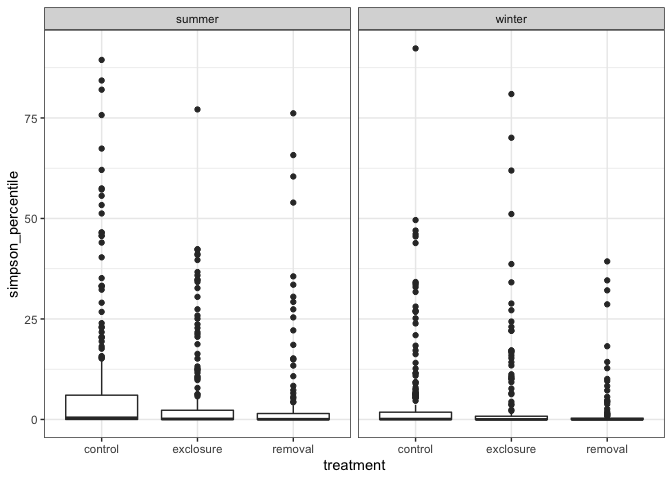 summer winter
75
50
25
0
simpson_percentile
control exclosure removal control exclosure removal
treatment